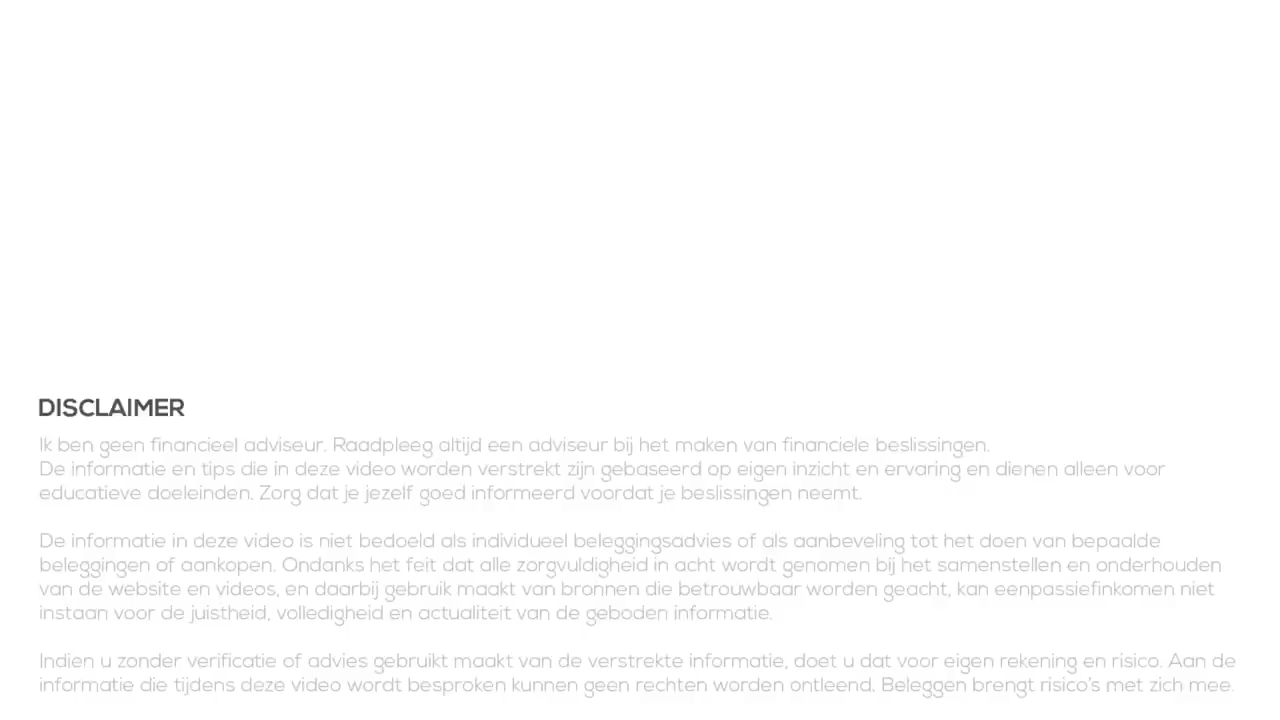 DISCLAIMER
Ik ben geen financieel adviseur. Raadpleeg altijd een adviseur bij het maken van financiele beslissingen.
De informatie en tips die in deze video worden verstrekt zijn gebaseerd op eigen inzicht en ervaring en dienen alleen voor
educatieve doeleinden. Zorg dat je jezelf goed informeerd voordat je beslissingen neemt.
De informatie in deze video is niet bedoeld als individueel beleggingsadvies of als aanbeveling tot het doen van bepaalde
beleggingen of aankopen. Ondanks het feit dat alle zorgvuldigheid in acht wordt genomen bij het samenstellen en onderhouden
van de website en videos, en daarbij gebruik maakt van bronnen die betrouwbaar worden geacht, kan eenpassiefinkomen niet
instaan voor de juistheid, volledigheid en actualiteit van de geboden informatie.
Indien u zonder verificatie of advies gebruikt maakt van de verstrekte informatie, doet u dat voor eigen rekening en risico. Aan de
informatie die tijdens deze video wordt besproken kunnen geen rechten worden ontleend. Beleggen brengt risico's met zich mee.